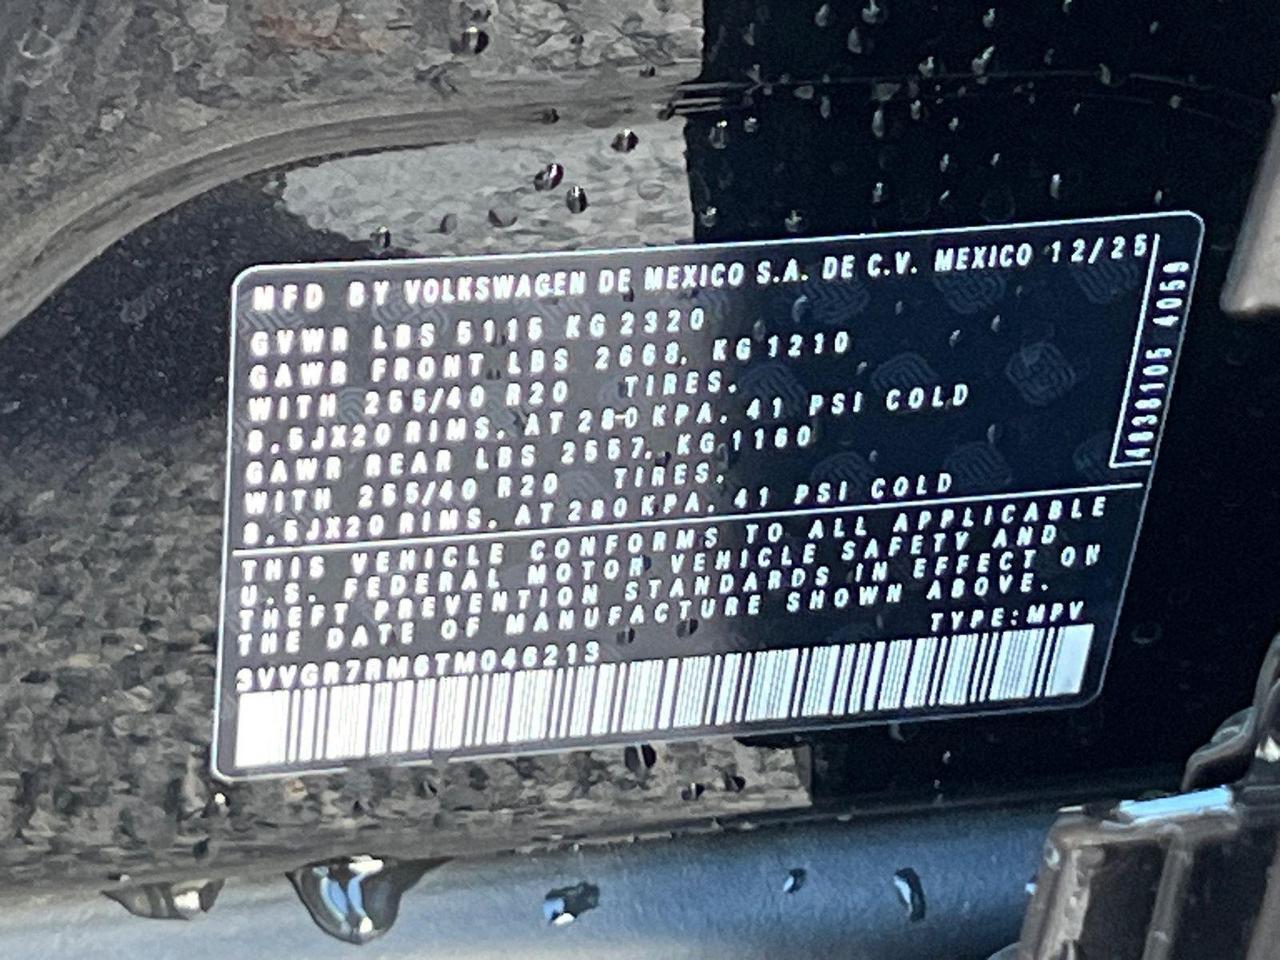 MFD BY VOLKSWAGEN DE MEXICO S.A. DE C.V. MEXICO 12/25
GVWR LBS 5115 KG 2320
GAWR FRONT LBS 2668, KG 1210
WITH 255/40 R20 TIRES,
8.5JX20 RIMS, AT 280 KPA, 41 PSI COLD
GAWR REAR LBS 2557, KG 1160
WITH 255/40 R20 TIRES,
8.5JX20 RIMS, AT 280 KPA, 41 PSI COLD
THIS VEHICLE CONFORMS TO ALL APPLICABLE
U.S. FEDERAL MOTOR VEHICLE SAFETY AND
THEFT PREVENTION STANDARDS IN EFFECT ON
THE DATE OF MANUFACTURE SHOWN ABOVE.
TYPE:MPV
3VVGR7RM6TM046213